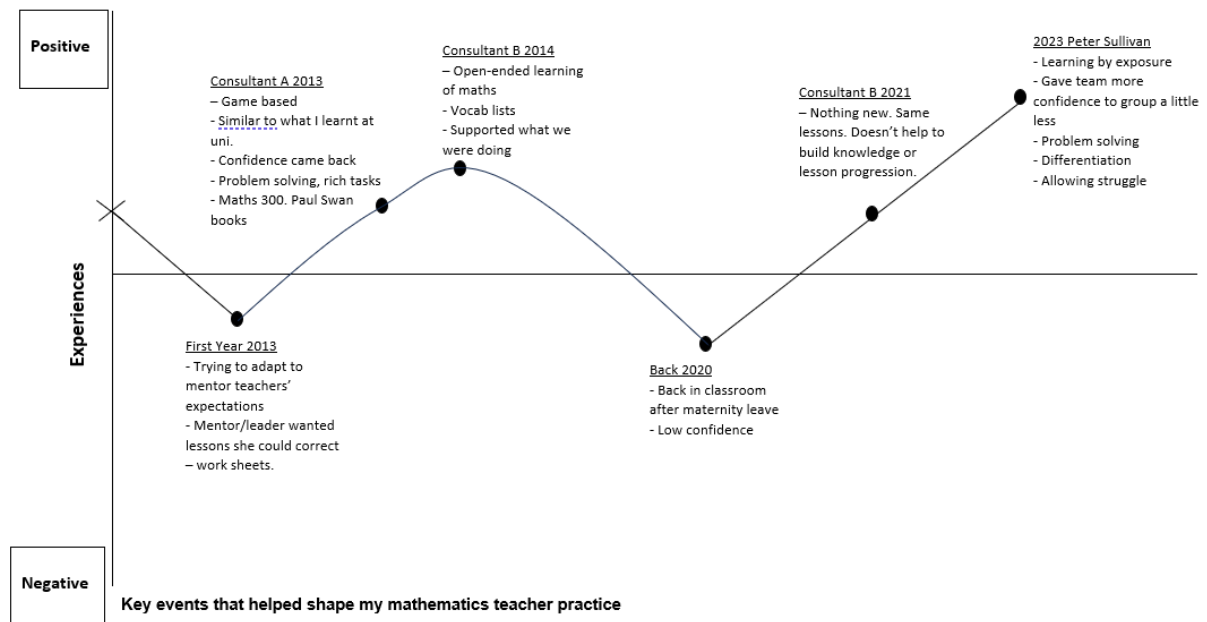 Positive
Consultant A 2013
– Game based
- Similar to what I learnt at
uni.
- Confidence came back
- Problem solving, rich tasks
- Maths 300. Paul Swan
books
Consultant B 2014
– Open-ended learning
of maths
- Vocab lists
- Supported what we
were doing
Consultant B 2021
– Nothing new. Same
lessons. Doesn’t help to
build knowledge or
lesson progression.
2023 Peter Sullivan
- Learning by exposure
- Gave team more
confidence to group a little
less
- Problem solving
- Differentiation
- Allowing struggle
Experiences
First Year 2013
- Trying to adapt to
mentor teachers’
expectations
- Mentor/leader wanted
lessons she could correct
– work sheets.
Back 2020
- Back in classroom
after maternity leave
- Low confidence
Negative
Key events that helped shape my mathematics teacher practice